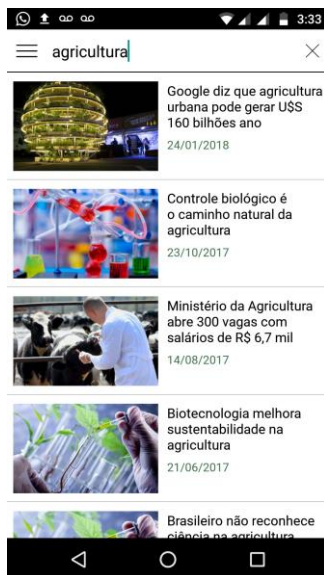 3:33
agricultura
Google diz que agricultura
urbana pode gerar U$S
160 bilhões ano
24/01/2018
Controle biológico é
o caminho natural da
agricultura
23/10/2017
Ministério da Agricultura
abre 300 vagas com
salários de R$ 6,7 mil
14/08/2017
Biotecnologia melhora
sustentabilidade na
agricultura
21/06/2017
Brasileiro não reconhece
ciência na agricultura